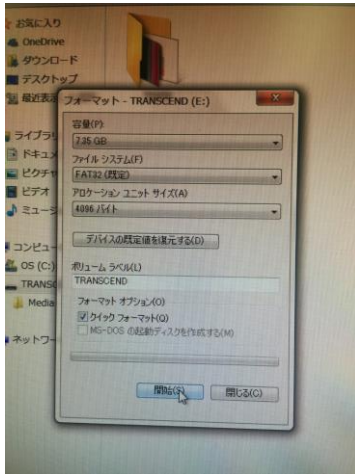 お気に入り
OneDrive
ダウンロード
デスクトップ
最近表示
ライブラリ
ドキュメ
ピクチャ
ビデオ
ミュージ
コンピュー
OS (C:)
TRANSC
Media
ネットワー
フォーマット - TRANSCEND (E:)
容量(P):
7.35 GB
ファイル システム(F)
FAT32 (既定)
アロケーション ユニット サイズ(A)
4096 バイト
デバイスの既定値を復元する(D)
ボリューム ラベル(L)
TRANSCEND
フォーマット オプション(O)
クイック フォーマット(Q)
MS-DOS の起動ディスクを作成する(M)
開始(S)
閉じる(C)